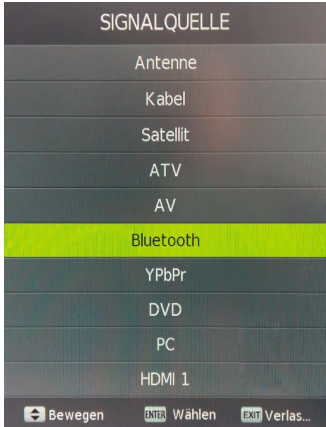 SIGNALQUELLE
Antenne
Kabel
Satellit
ATV
AV
Bluetooth
YPbPr
DVD
PC
HDMI 1
Bewegen ENTER Wählen EXIT Verlas...